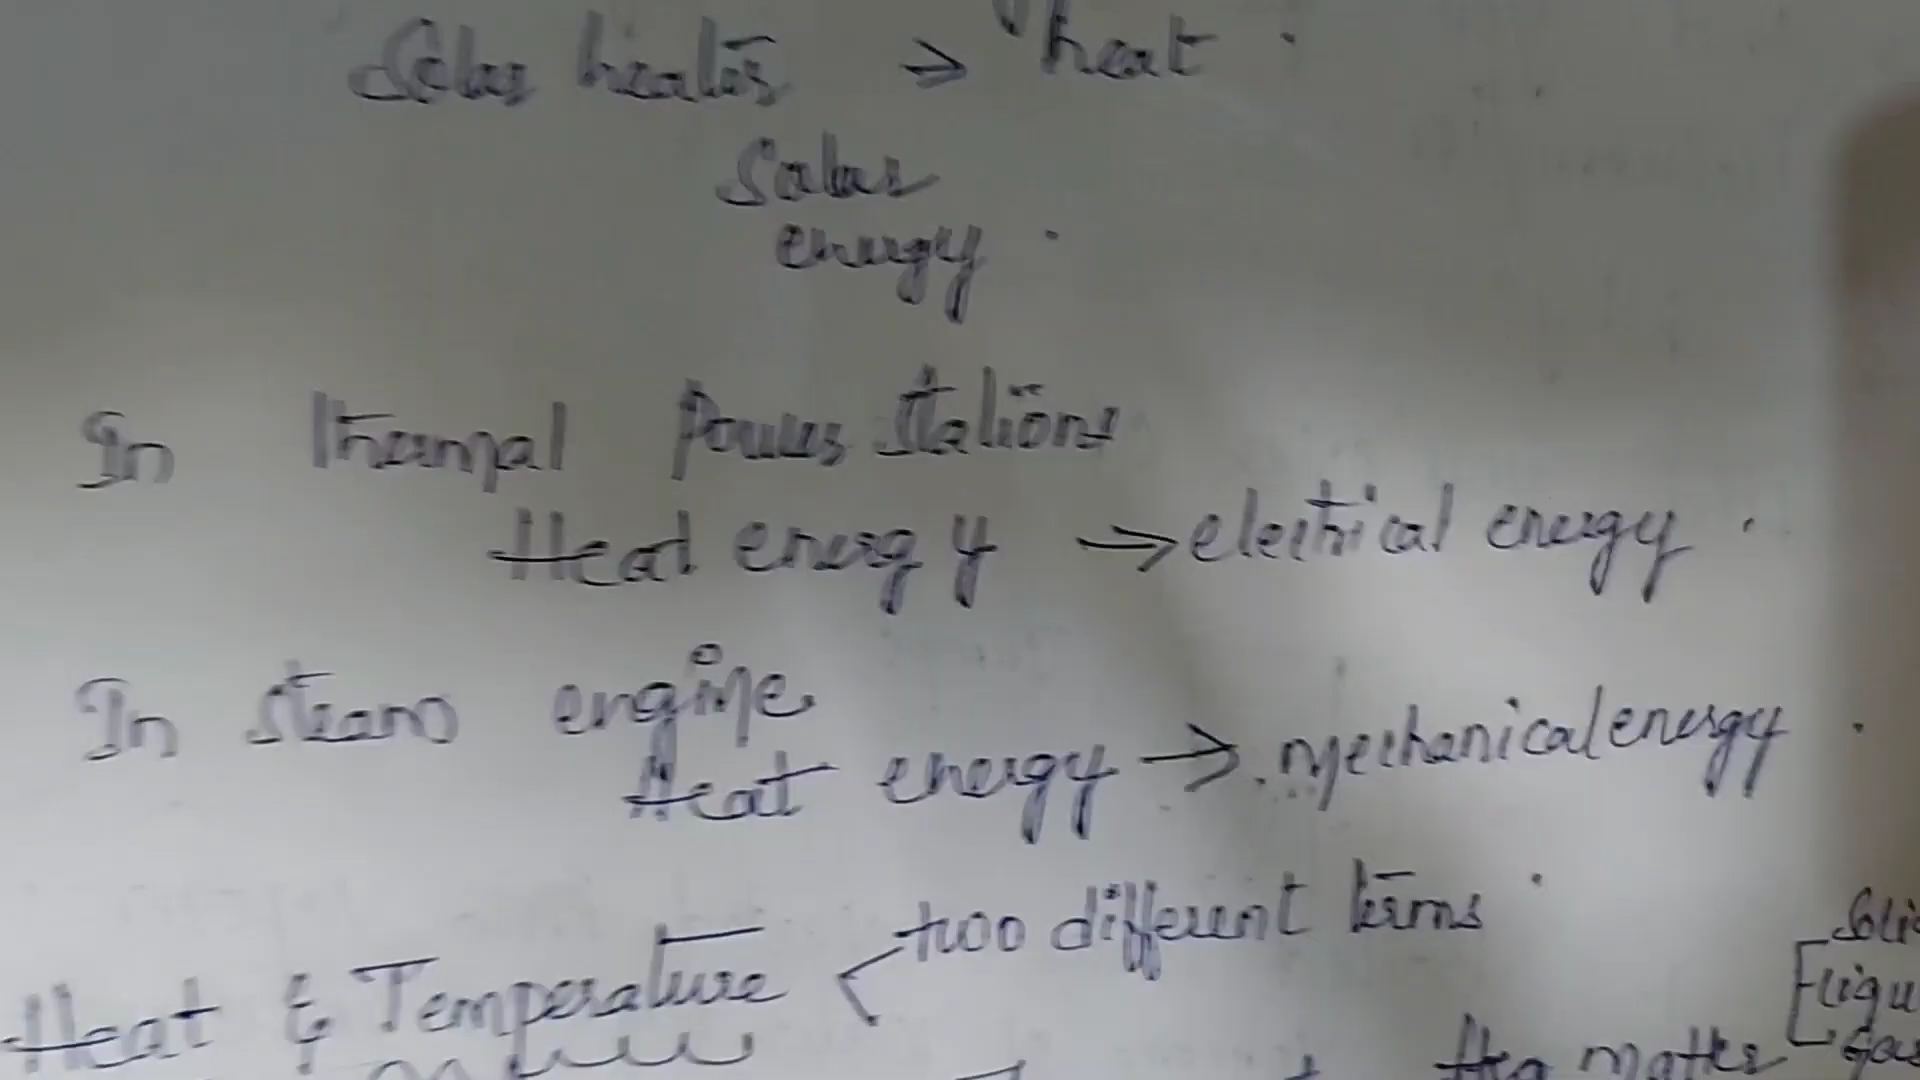 Solar heater → heat.
Solar
energy.
In thermal Power Stations
Heat energy → electrical energy.
In Steam engine
Heat energy → mechanical energy.
Heat & Temperature < two different terms.
matter